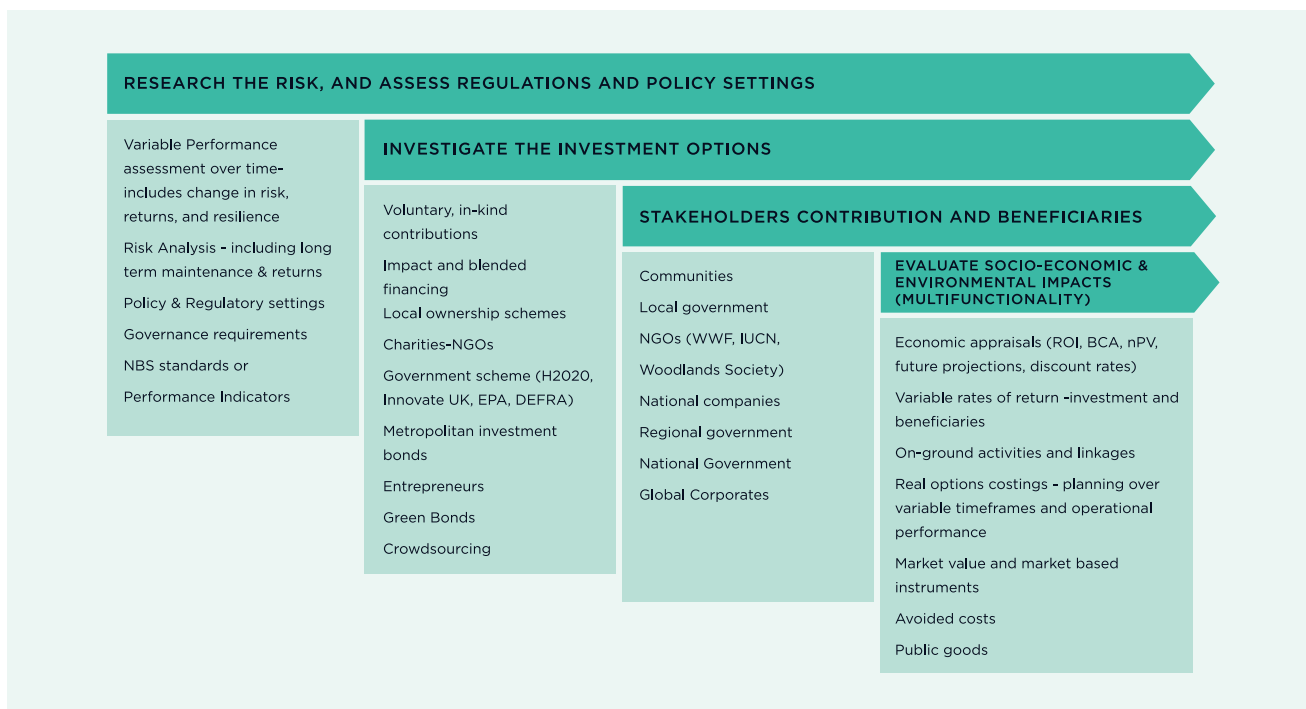 RESEARCH THE RISK, AND ASSESS REGULATIONS AND POLICY SETTINGS
Variable Performance
assessment over time-
includes change in risk,
returns, and resilience
Risk Analysis - including long
term maintenance & returns
Policy & Regulatory settings
Governance requirements
NBS standards or
Performance Indicators
INVESTIGATE THE INVESTMENT OPTIONS
Voluntary, in-kind
contributions
Impact and blended
financing
Local ownership schemes
Charities-NGOs
Government scheme (H2020,
Innovate UK, EPA, DEFRA)
Metropolitan investment
bonds
Entrepreneurs
Green Bonds
Crowdsourcing
STAKEHOLDERS CONTRIBUTION AND BENEFICIARIES
Communities
Local government
NGOs (WWF, IUCN,
Woodlands Society)
National companies
Regional government
National Government
Global Corporates
EVALUATE SOCIO-ECONOMIC &
ENVIRONMENTAL IMPACTS
(MULTIFUNCTIONALITY)
Economic appraisals (ROI, BCA, nPV,
future projections, discount rates)
Variable rates of return -investment and
beneficiaries
On-ground activities and linkages
Real options costings - planning over
variable timeframes and operational
performance
Market value and market based
instruments
Avoided costs
Public goods